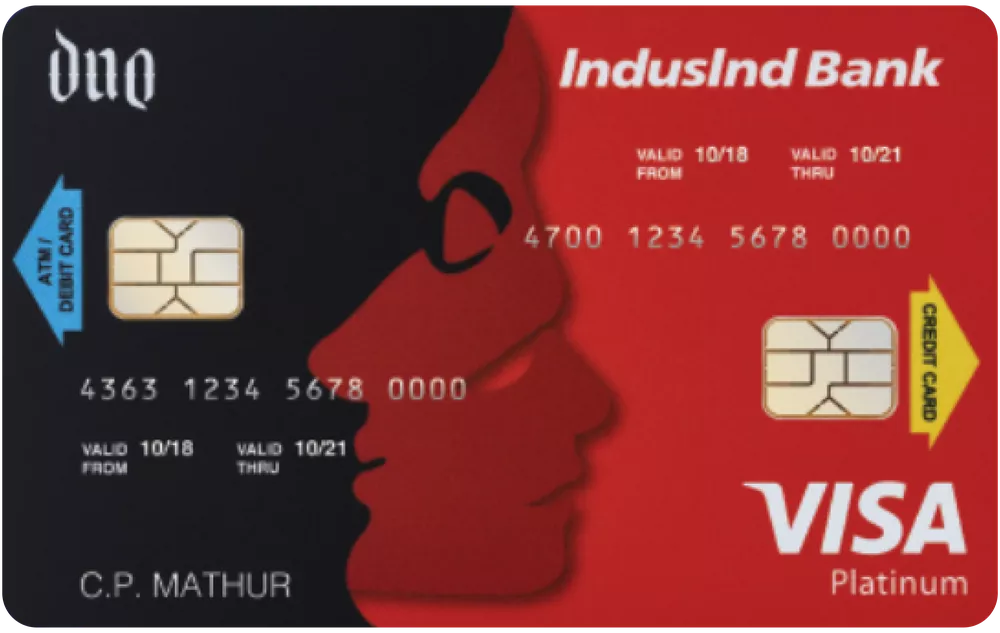 duo
IndusInd Bank
VALID FROM 10/18 VALID THRU 10/21
4700 1234 5678 0000
ATM / DEBIT CARD
CREDIT CARD
4363 1234 5678 0000
VALID FROM 10/18 VALID THRU 10/21
VISA
Platinum
C.P. MATHUR